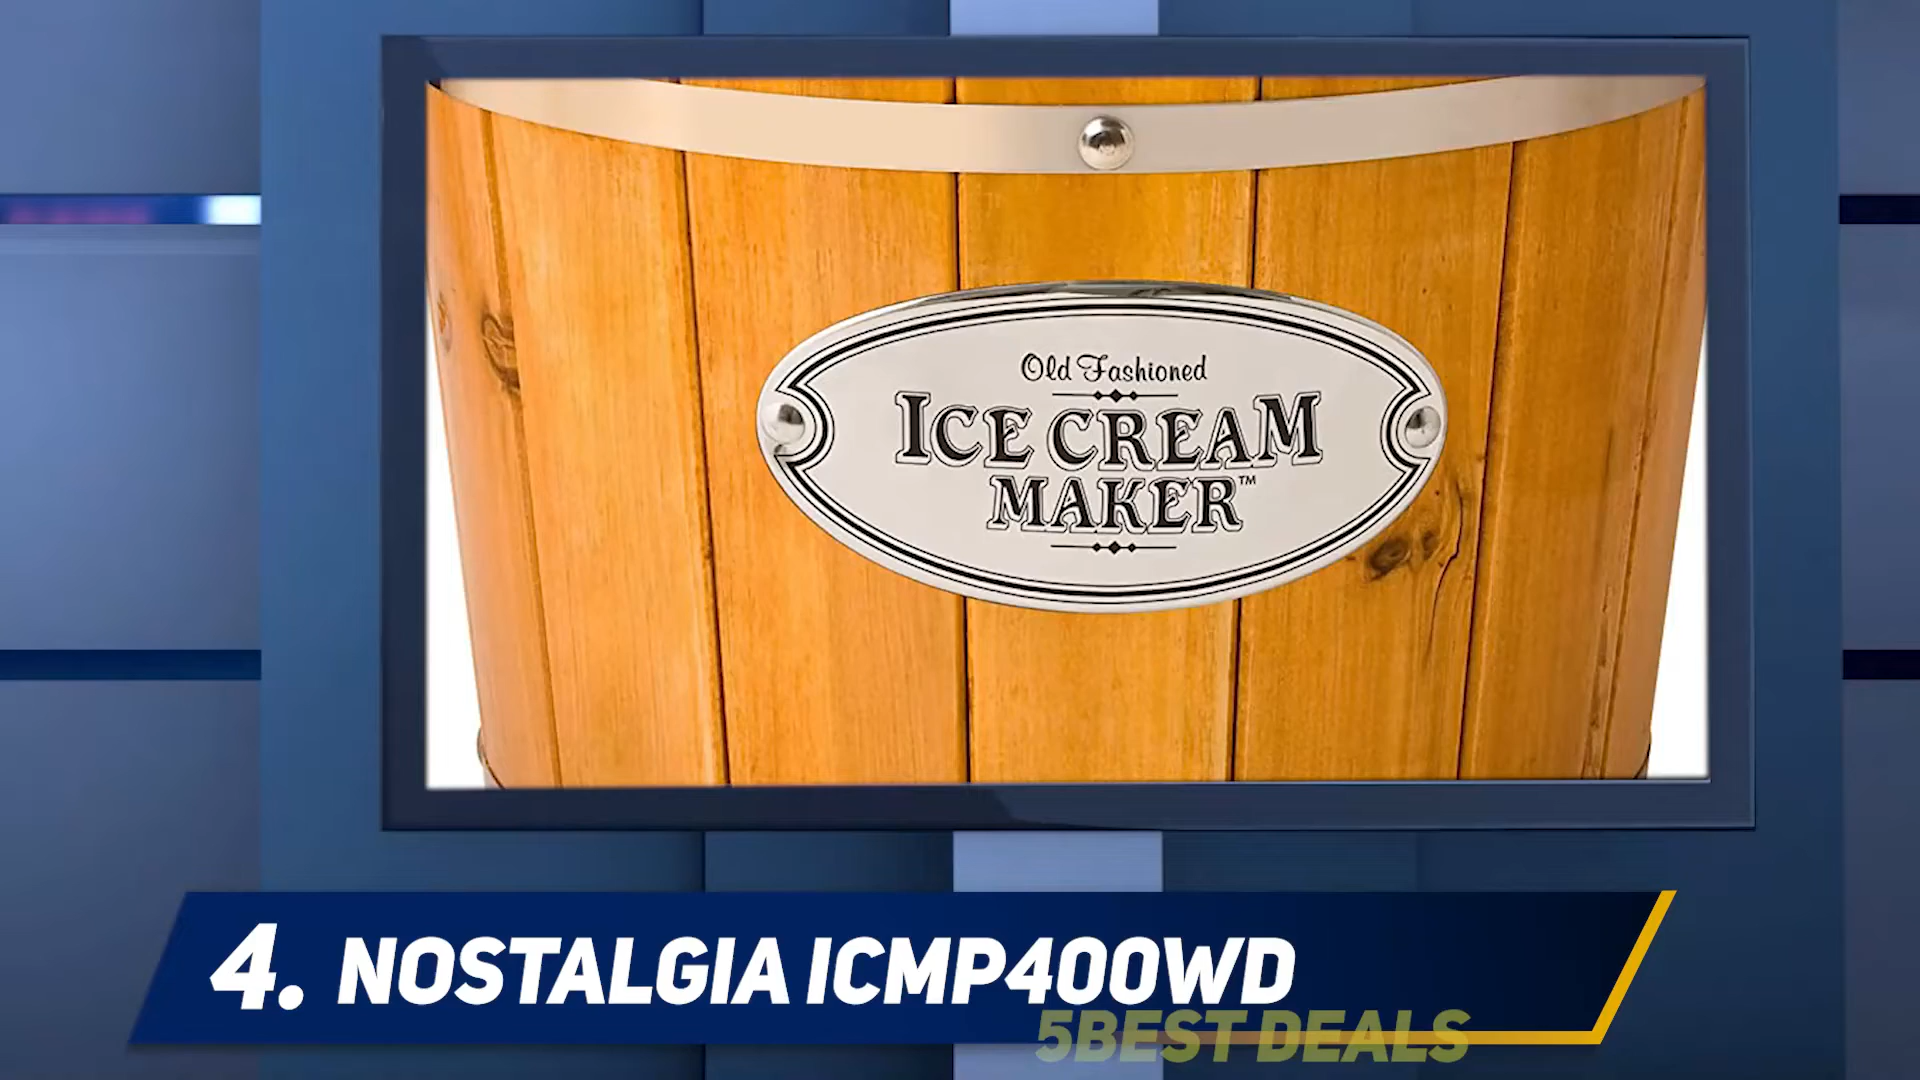 Old Fashioned
ICE CREAM
MAKER™
4. NOSTALGIA ICMP400WD
5BEST DEALS